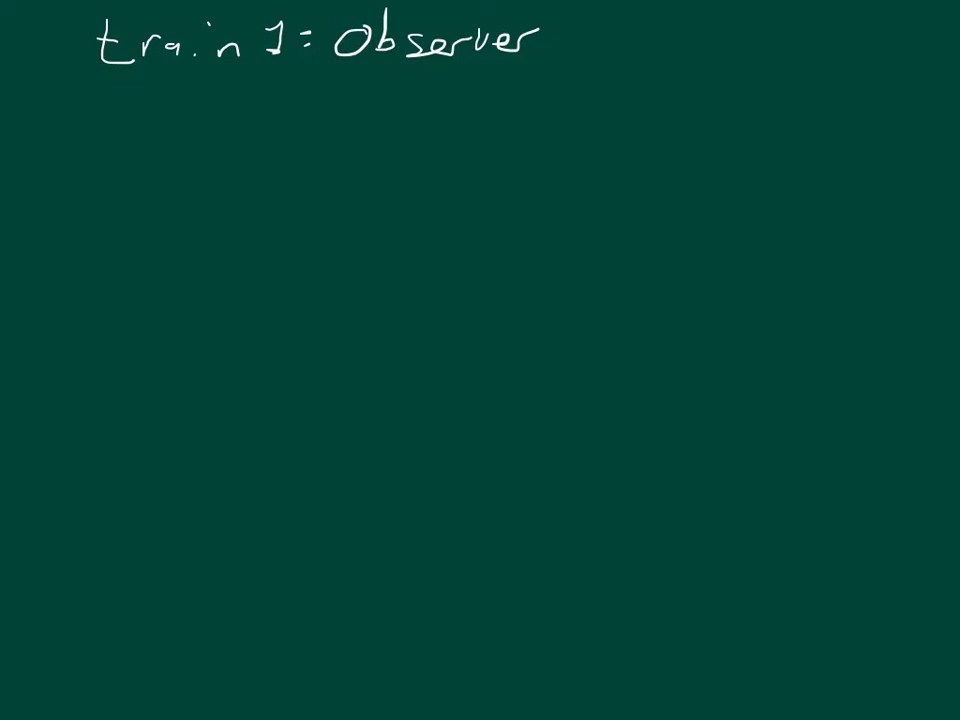 train 1 = Observer